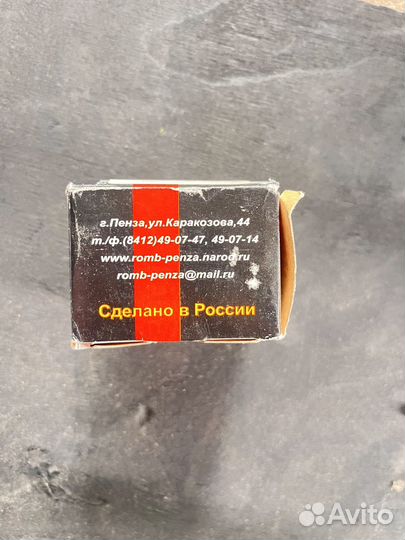 г.Пенза,ул.Каракозова,44
т./ф.(8412)49-07-47, 49-07-14
www.romb-penza.narod.ru
romb-penza@mail.ru
Сделано в России
Avito